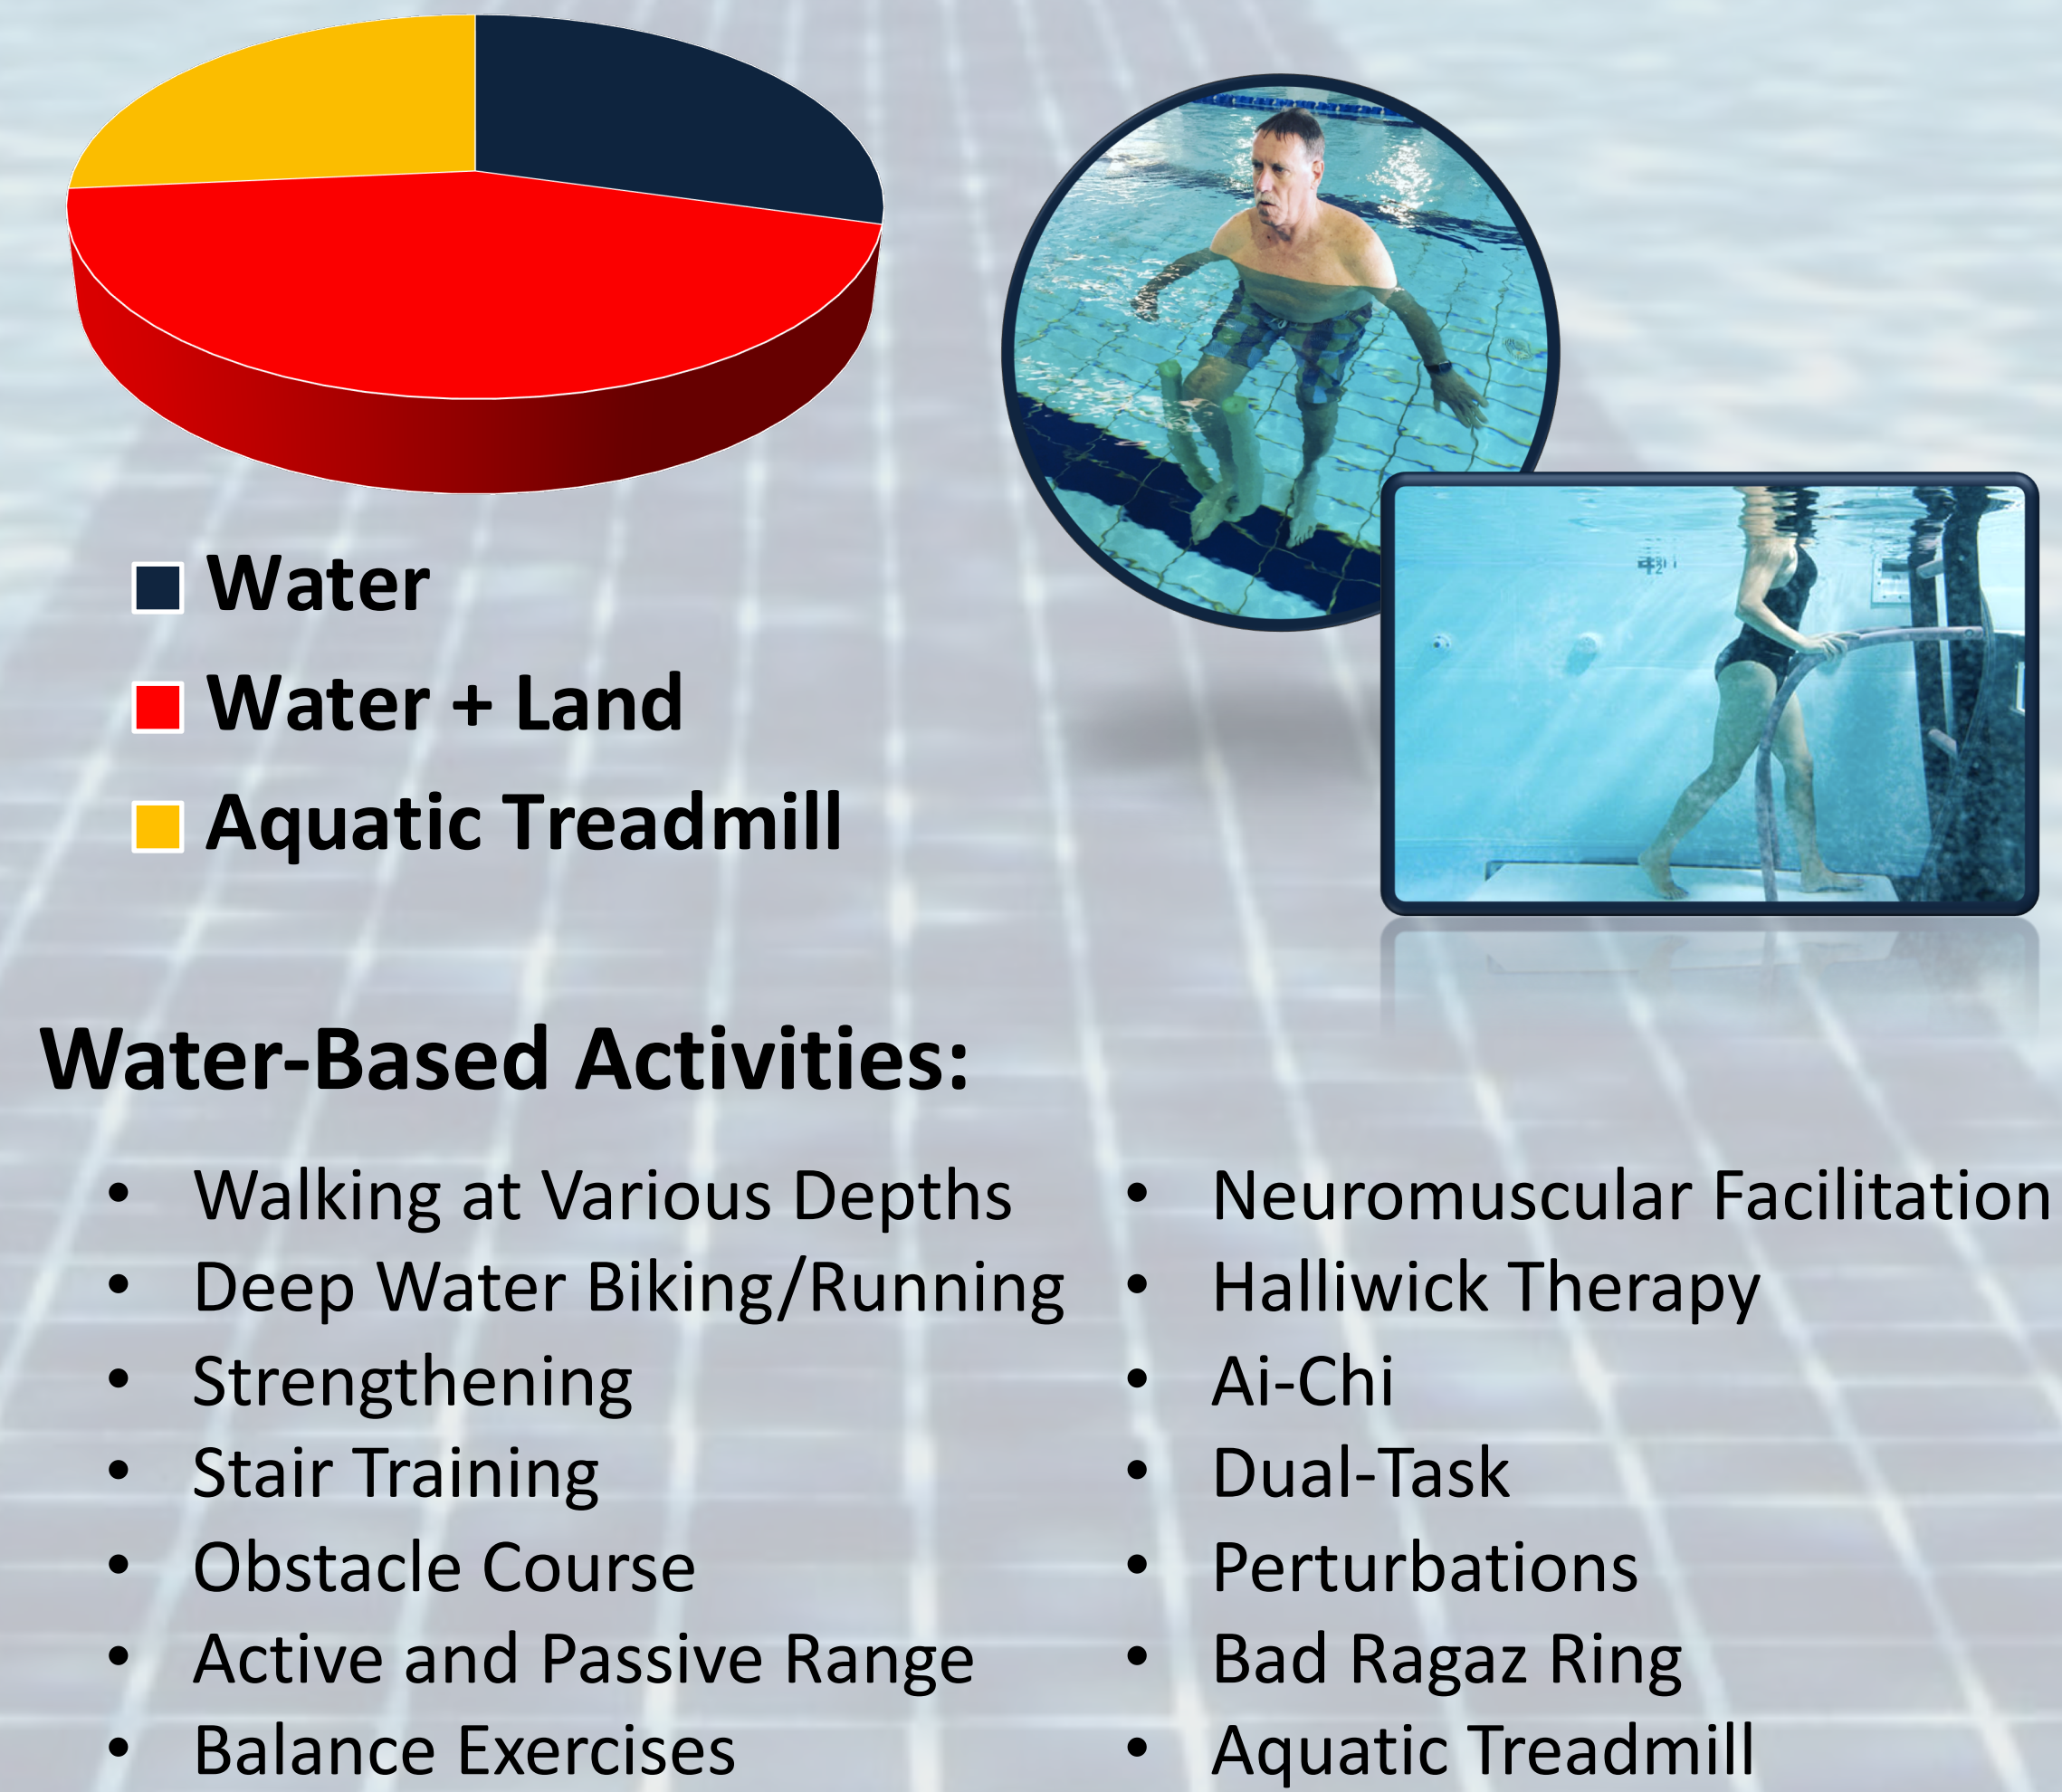 Water
Water + Land
Aquatic Treadmill
Water-Based Activities:
• Walking at Various Depths
• Deep Water Biking/Running
• Strengthening
• Stair Training
• Obstacle Course
• Active and Passive Range
• Balance Exercises
• Neuromuscular Facilitation
• Halliwick Therapy
• Ai-Chi
• Dual-Task
• Perturbations
• Bad Ragaz Ring
• Aquatic Treadmill